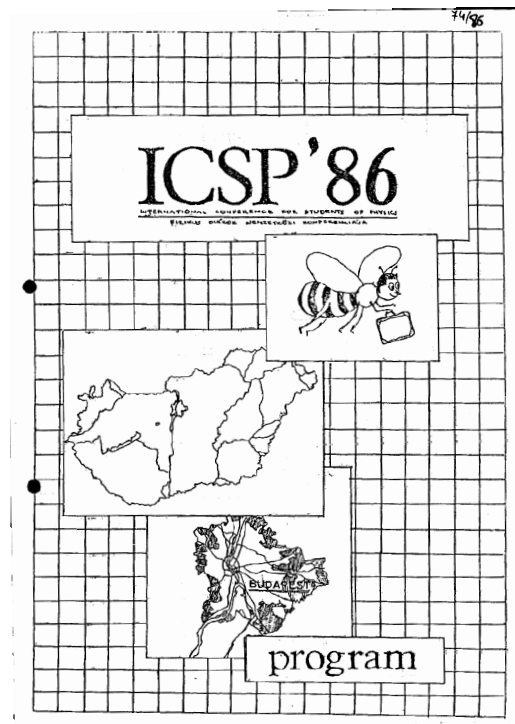 74/86
ICSP'86
INTERNATIONAL CONFERENCE FOR STUDENTS OF PHYSICS
FIZIKUS DIÁKOK NEMZETKÖZI KONFERENCIÁJA
BUDAPEST
program